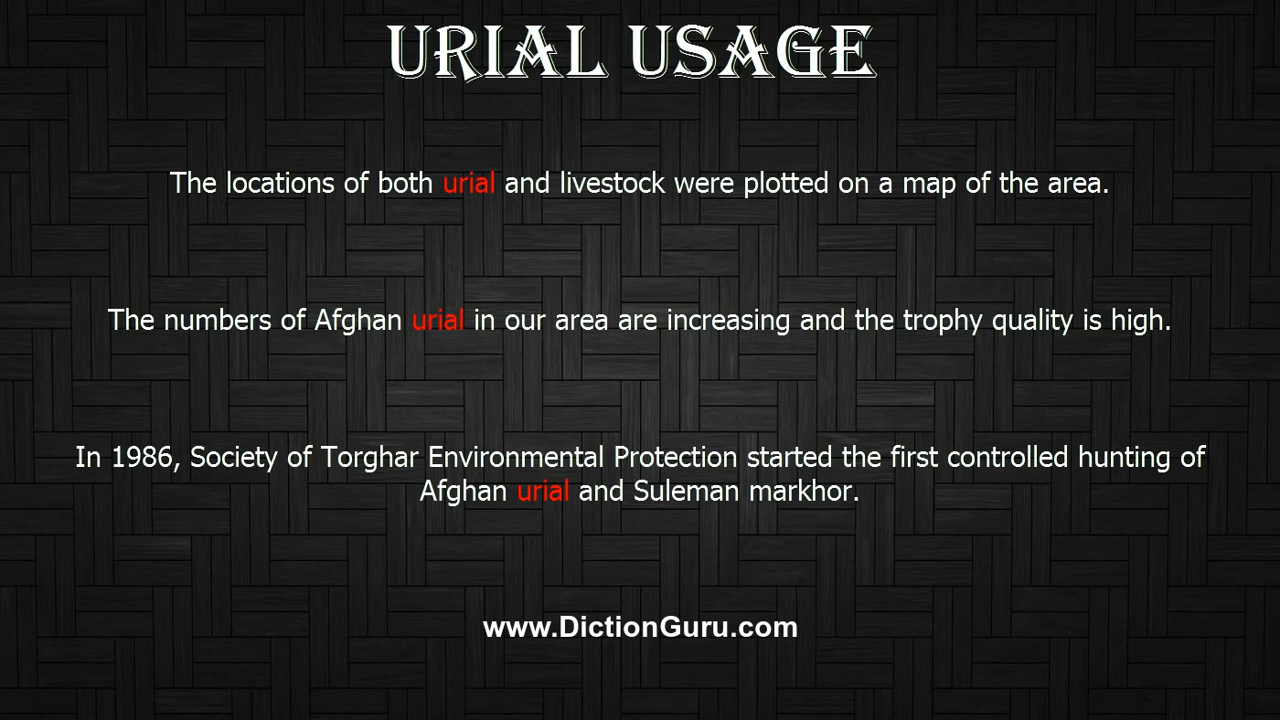 URIAL USAGE
The locations of both urial and livestock were plotted on a map of the area.
The numbers of Afghan urial in our area are increasing and the trophy quality is high.
In 1986, Society of Torghar Environmental Protection started the first controlled hunting of
Afghan urial and Suleman markhor.
www.DictionGuru.com